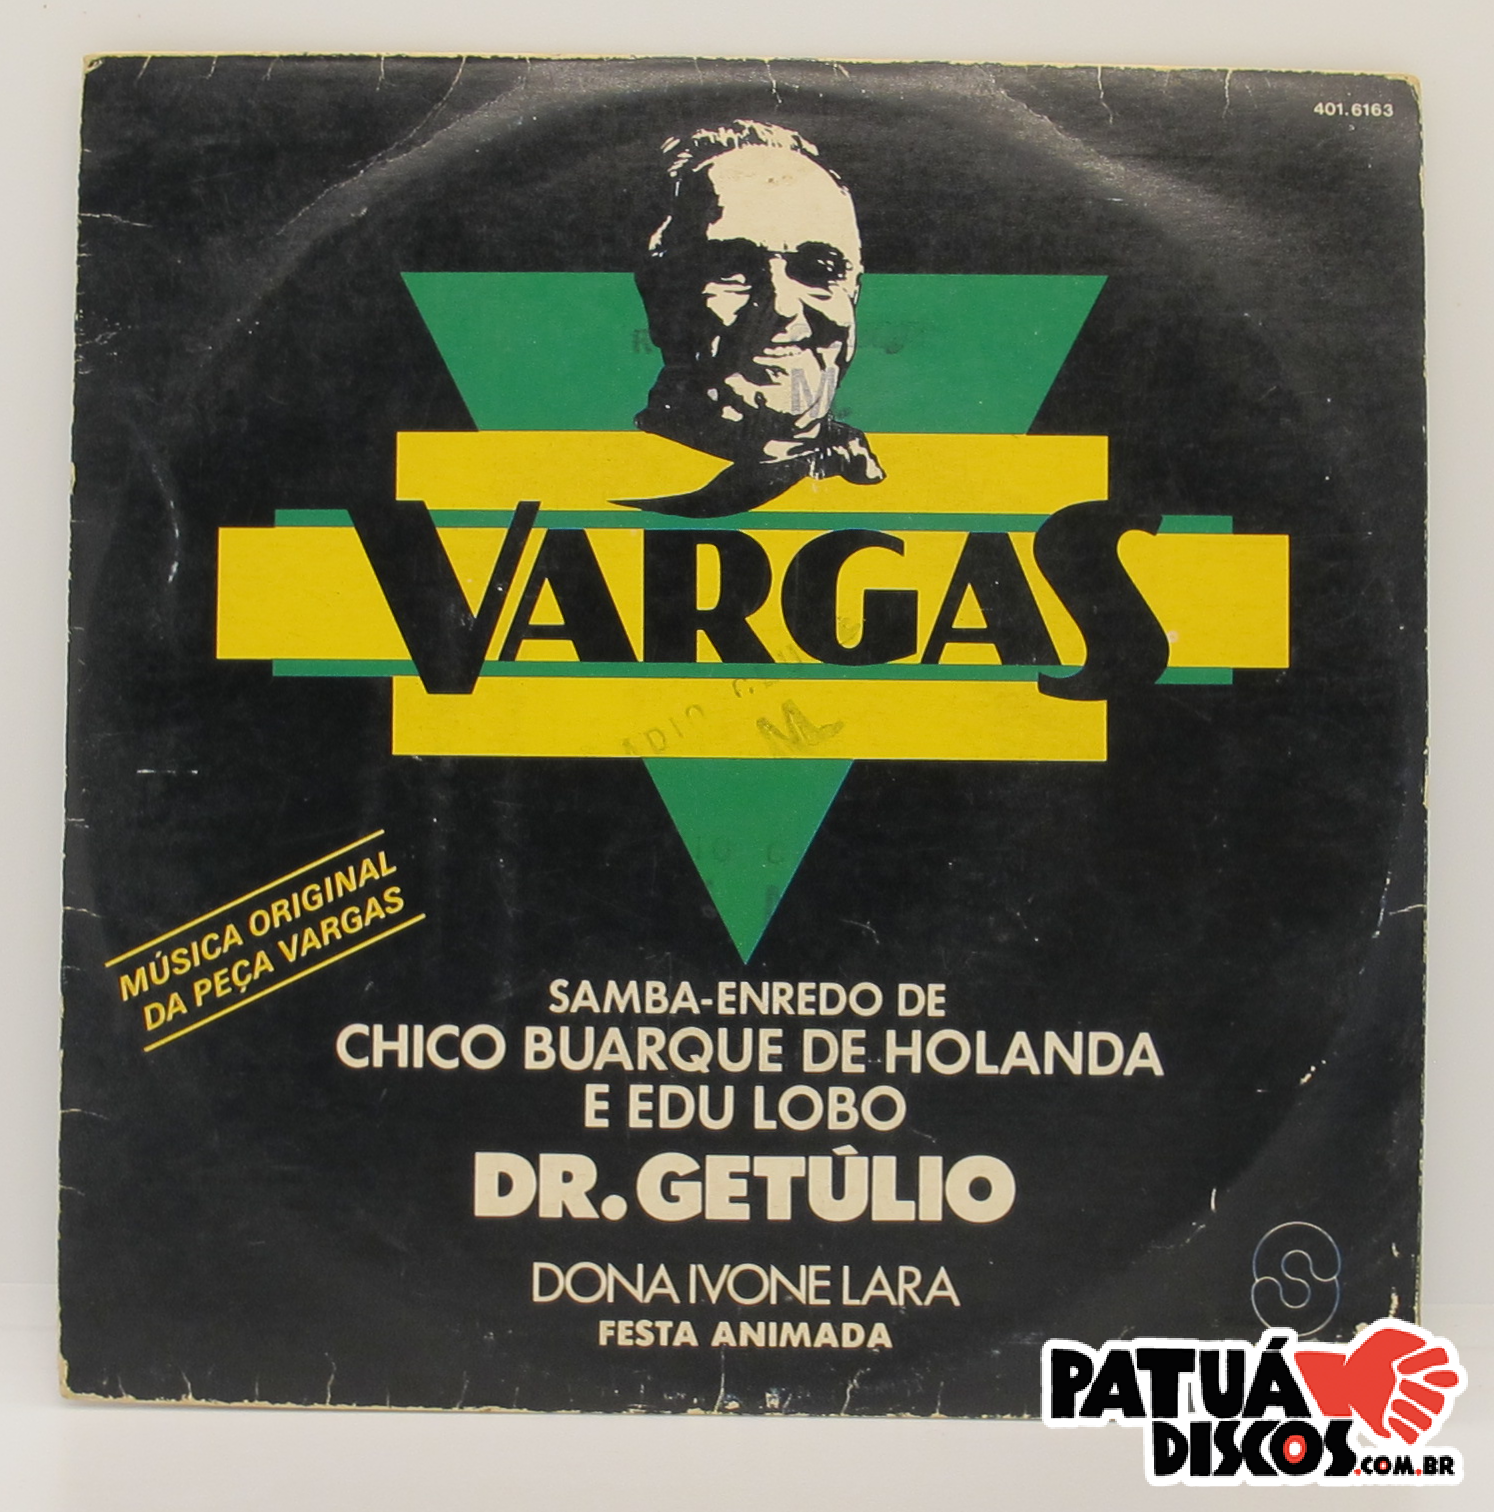 401.6163
VARGAS
MÚSICA ORIGINAL
DA PEÇA VARGAS
SAMBA-ENREDO DE
CHICO BUARQUE DE HOLANDA
E EDU LOBO
DR. GETÚLIO
DONA IVONE LARA
FESTA ANIMADA
PATUÁ
DISCOS.COM.BR